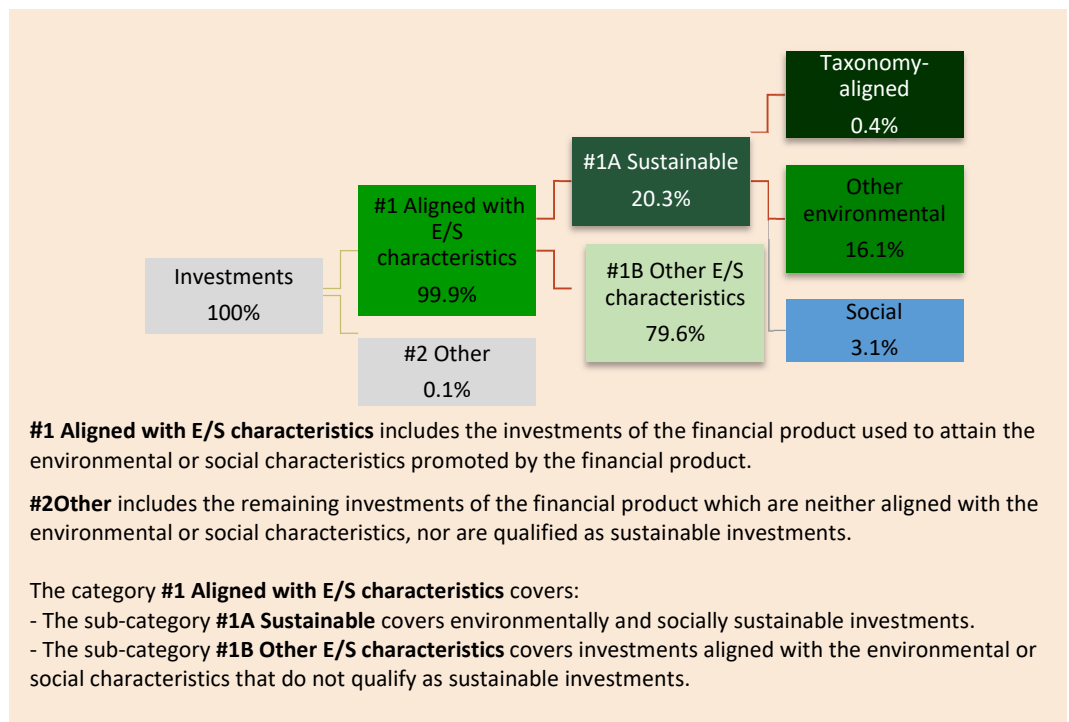 Taxonomy-
aligned
0.4%
#1A Sustainable
20.3%
Other
environmental
16.1%
#1 Aligned with
E/S
characteristics
99.9%
#1B Other E/S
characteristics
79.6%
Investments
100%
Social
3.1%
#2 Other
0.1%
#1 Aligned with E/S characteristics includes the investments of the financial product used to attain the
environmental or social characteristics promoted by the financial product.
#2Other includes the remaining investments of the financial product which are neither aligned with the
environmental or social characteristics, nor are qualified as sustainable investments.
The category #1 Aligned with E/S characteristics covers:
- The sub-category #1A Sustainable covers environmentally and socially sustainable investments.
- The sub-category #1B Other E/S characteristics covers investments aligned with the environmental or
social characteristics that do not qualify as sustainable investments.